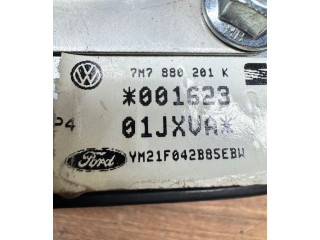 7M7 880 201 K
*001623
01JXVA*
P4
Ford YM21F042B85EBW